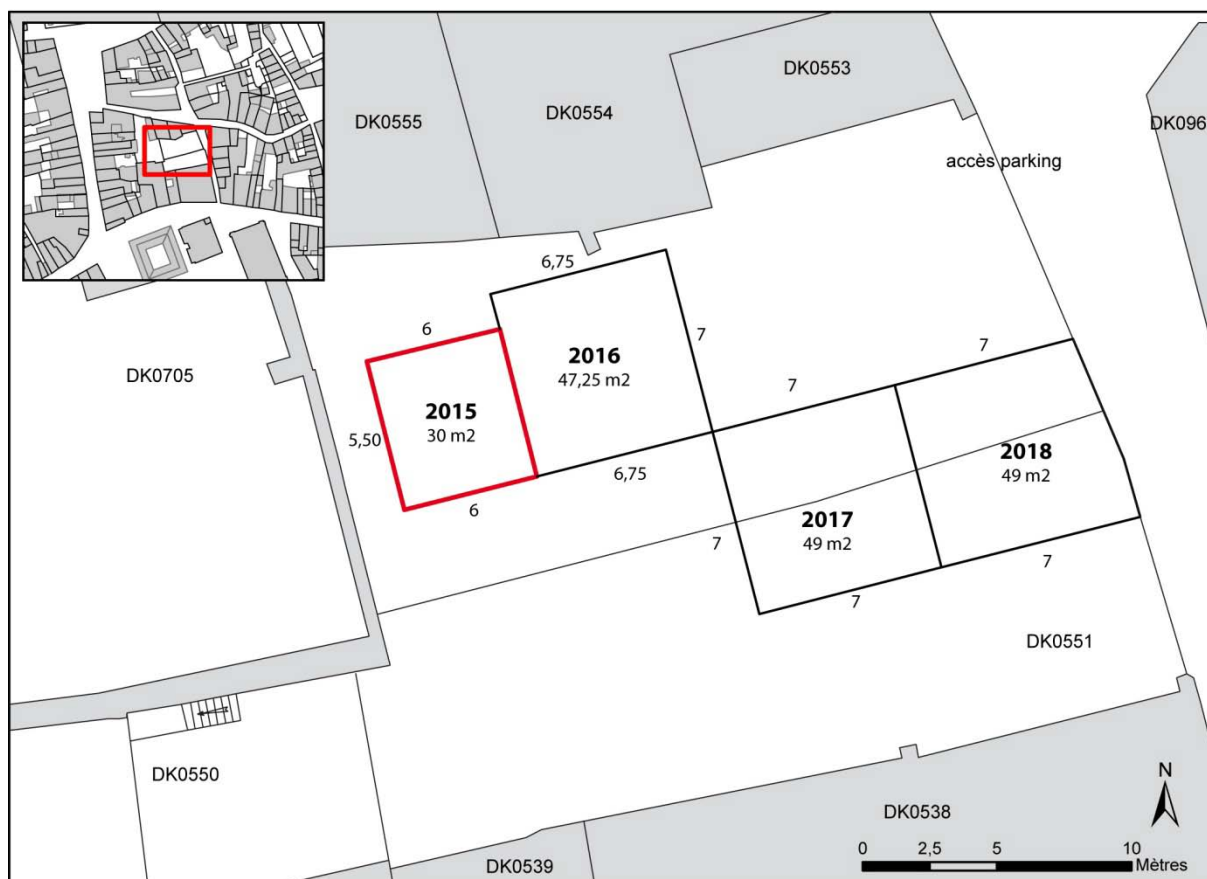 DK0553
DK0555
DK0554
DK096
accès parking
6,75
6
2016
47,25 m2
7
7
7
DK0705
2015
30 m2
5,50
2018
49 m2
6,75
6
2017
49 m2
7
7
7
DK0551
N
DK0550
DK0538
0 2,5 5 10
Mètres
DK0539